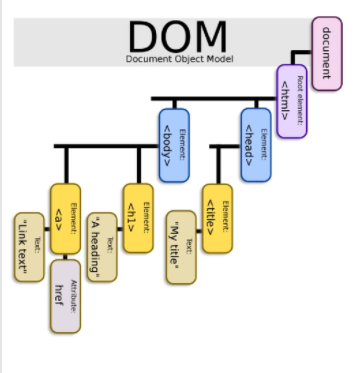 DOM
Document Object Model
document
Root element:
<html>
Element:
<body>
Element:
<head>
Element:
<a>
Element:
<h1>
Element:
<title>
Text:
"Link text"
Attribute:
href
Text:
"A heading"
Text:
"My title"